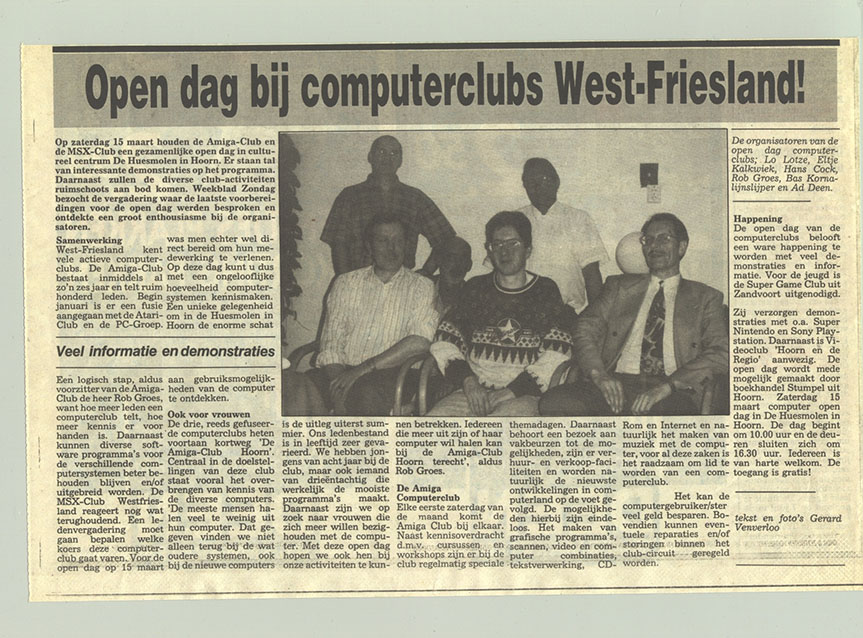 Open dag bij computerclubs West-Friesland!
Op zaterdag 15 maart houden de Amiga-Club en
de MSX-Club een gezamenlijke open dag in cultu-
reel centrum De Huesmolen in Hoorn. Er staan tal
van interessante demonstraties op het programma.
Daarnaast zullen de diverse club-activiteiten
ruimschoots aan bod komen. Weekblad Zondag
bezocht de vergadering waar de laatste voorberei-
dingen voor de open dag werden besproken en
ontdekte een groot enthousiasme bij de organi-
satoren.
Samenwerking
West-Friesland kent
vele actieve computer-
clubs. De Amiga-Club
bestaat inmiddels al
zo'n zes jaar en telt ruim
honderd leden. Begin
januari is er een fusie
aangegaan met de Atari-
Club en de PC-Groep.
was men echter wel di-
rect bereid om hun me-
dewerking te verlenen.
Op deze dag kunt u dus
met een ongelooflijke
hoeveelheid computer-
systemen kennismaken.
Een unieke gelegenheid
om in de Huesmolen in
Hoorn de enorme schat
Veel informatie en demonstraties
Een logisch stap, aldus
voorzitter van de Amiga-
Club de heer Rob Groes,
want hoe meer leden een
computerclub telt, hoe
meer kennis er voor
handen is. Daarnaast
kunnen diverse soft-
ware programma's voor
de verschillende com-
putersystemen beter be-
houden blijven en/of
uitgebreid worden. De
MSX-Club Westfries-
land reageert nog wat
terughoudend. Een le-
denvergadering moet
gaan bepalen welke
koers deze computer-
club gaat varen. Voor de
open dag op 15 maart
aan gebruiksmogelijk-
heden van de computer
te ontdekken.
Ook voor vrouwen
De drie, reeds gefuseer-
de computerclubs heten
voortaan kortweg 'De
Amiga-Club Hoorn'.
Centraal in de doelstel-
lingen van deze club
staat vooral het over-
brengen van kennis van
de diverse computers.
'De meeste mensen ha-
len veel te weinig uit
hun computer. Dat ge-
geven vinden we niet
alleen terug bij de wat
oudere systemen, ook
bij de nieuwe computers
is de uitleg uiterst sum-
mier. Ons ledenbestand
is in leeftijd zeer geva-
rieerd. We hebben jon-
gens van acht jaar bij de
club, maar ook iemand
van drieëntachtig die
werkelijk de mooiste
programma's maakt.
Daarnaast zijn we op
zoek naar vrouwen die
zich meer willen bezig-
houden met de compu-
ter. Met deze open dag
hopen we ook hen bij
onze activiteiten te kun-
nen betrekken. Iedereen
die meer uit zijn of haar
computer wil halen kan
bij de Amiga-Club
Hoorn terecht', aldus
Rob Groes.
De Amiga
Computerclub
Elke eerste zaterdag van
de maand komt de
Amiga Club bij elkaar.
Naast kennisoverdracht
d.m.v. cursussen en
workshops zijn er bij de
club regelmatig speciale
themadagen. Daarnaast
behoort een bezoek aan
vakbeurzen tot de mo-
gelijkheden, zijn er ver-
huur- en verkoop-faci-
liteiten en worden na-
tuurlijk de nieuwste
ontwikkelingen in com-
puterland op de voet ge-
volgd. De mogelijkhe-
den hierbij zijn einde-
loos. Het maken van
grafische programma's,
scannen, video en com-
puter combinaties,
tekstverwerking, CD-
Rom en Internet en na-
tuurlijk het maken van
muziek met de compu-
ter, voor al deze zaken is
het raadzaam om lid te
worden van een com-
puterclub.
Het kan de
computergebruiker/ster
veel geld besparen. Bo-
vendien kunnen even-
tuele reparaties en/of
storingen binnen het
club-circuit geregeld
worden.
De organisatoren van de
open dag computer-
clubs; Lo Lotze, Eltje
Kalkwiek, Hans Cock,
Rob Groes, Bas Korna-
lijnslijper en Ad Deen.
Happening
De open dag van de
computerclubs belooft
een ware happening te
worden met veel de-
monstraties en infor-
matie. Voor de jeugd is
de Super Game Club uit
Zandvoort uitgenodigd.
Zij verzorgen demon-
straties met o.a. Super
Nintendo en Sony Play-
station. Daarnaast is Vi-
deoclub 'Hoorn en de
Regio' aanwezig. De
open dag wordt mede
mogelijk gemaakt door
boekhandel Stumpel uit
Hoorn. Zaterdag 15
maart computer open
dag in De Huesmolen in
Hoorn. De dag begint
om 10.00 uur en de deu-
ren sluiten zich om
16.30 uur. Iedereen is
van harte welkom. De
toegang is gratis!
tekst en foto's Gerard
Venverloo